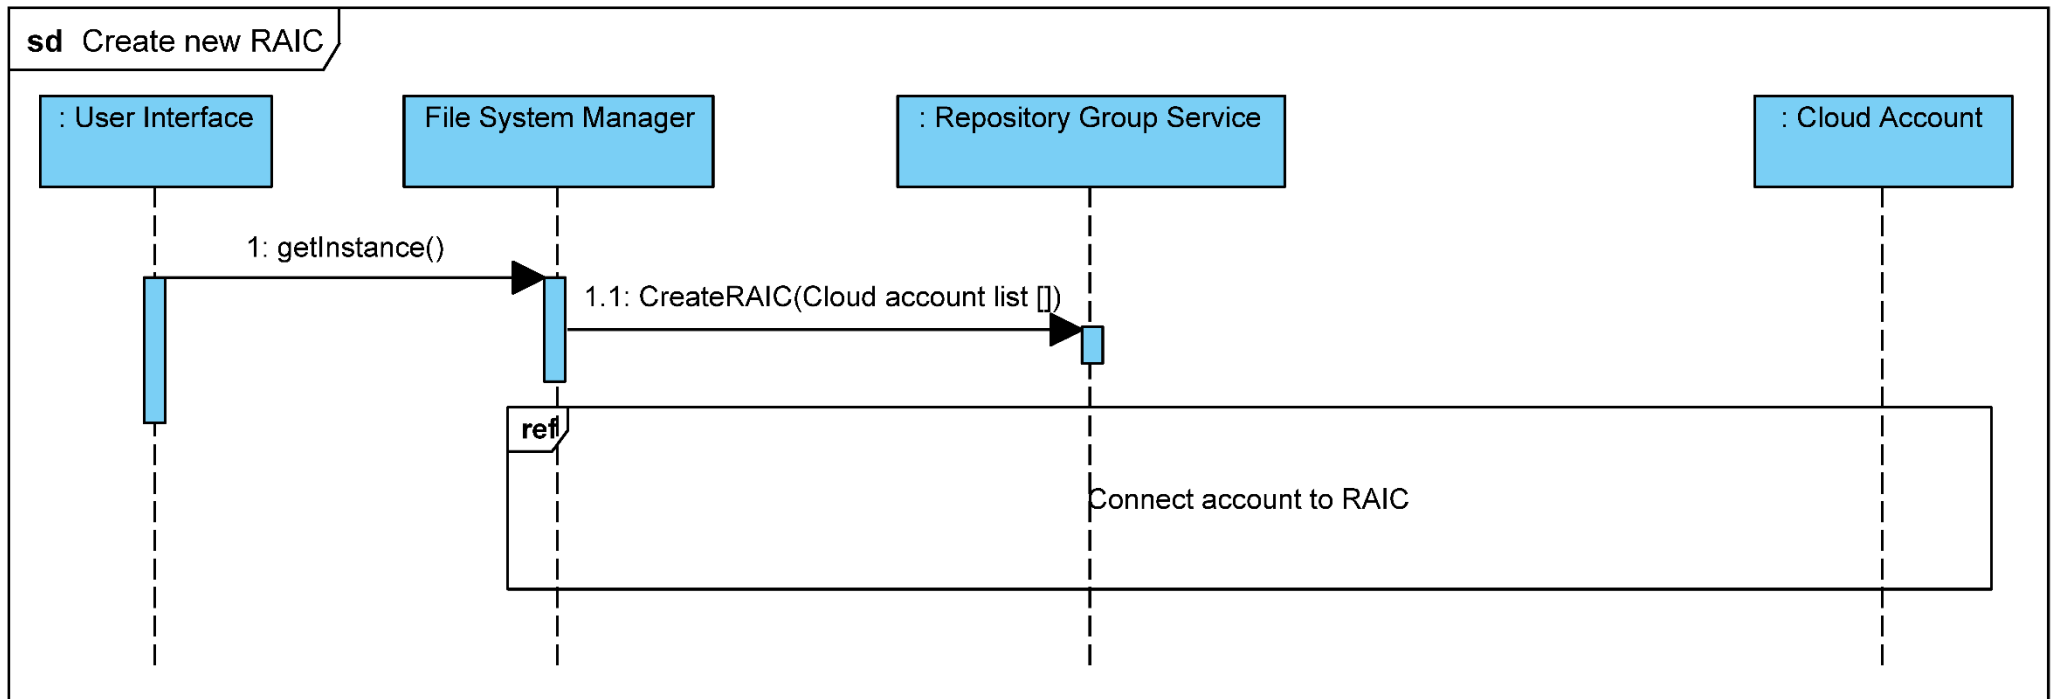 sd Create new RAIC
: User Interface
File System Manager
: Repository Group Service
: Cloud Account
1: getInstance()
1.1: CreateRAIC(Cloud account list [])
ref
Connect account to RAIC